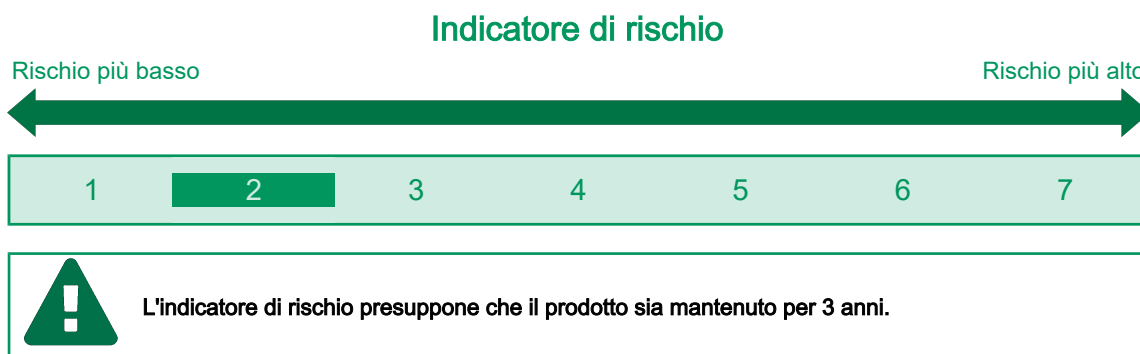 Indicatore di rischio
Rischio più basso
Rischio più alto
1 2 3 4 5 6 7
L'indicatore di rischio presuppone che il prodotto sia mantenuto per 3 anni.